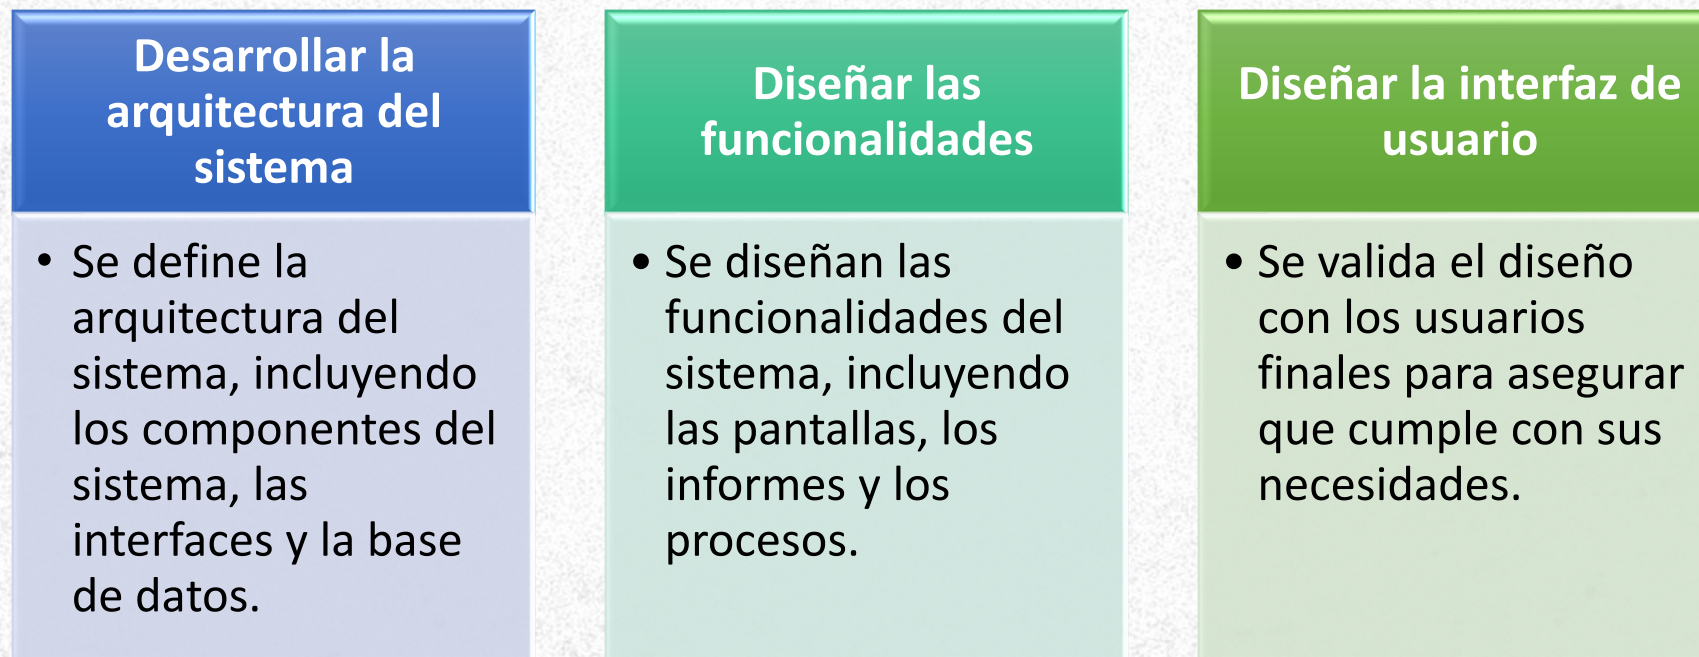 Desarrollar la
arquitectura del
sistema
• Se define la
arquitectura del
sistema, incluyendo
los componentes del
sistema, las
interfaces y la base
de datos.
Diseñar las
funcionalidades
• Se diseñan las
funcionalidades del
sistema, incluyendo
las pantallas, los
informes y los
procesos.
Diseñar la interfaz de
usuario
• Se valida el diseño
con los usuarios
finales para asegurar
que cumple con sus
necesidades.